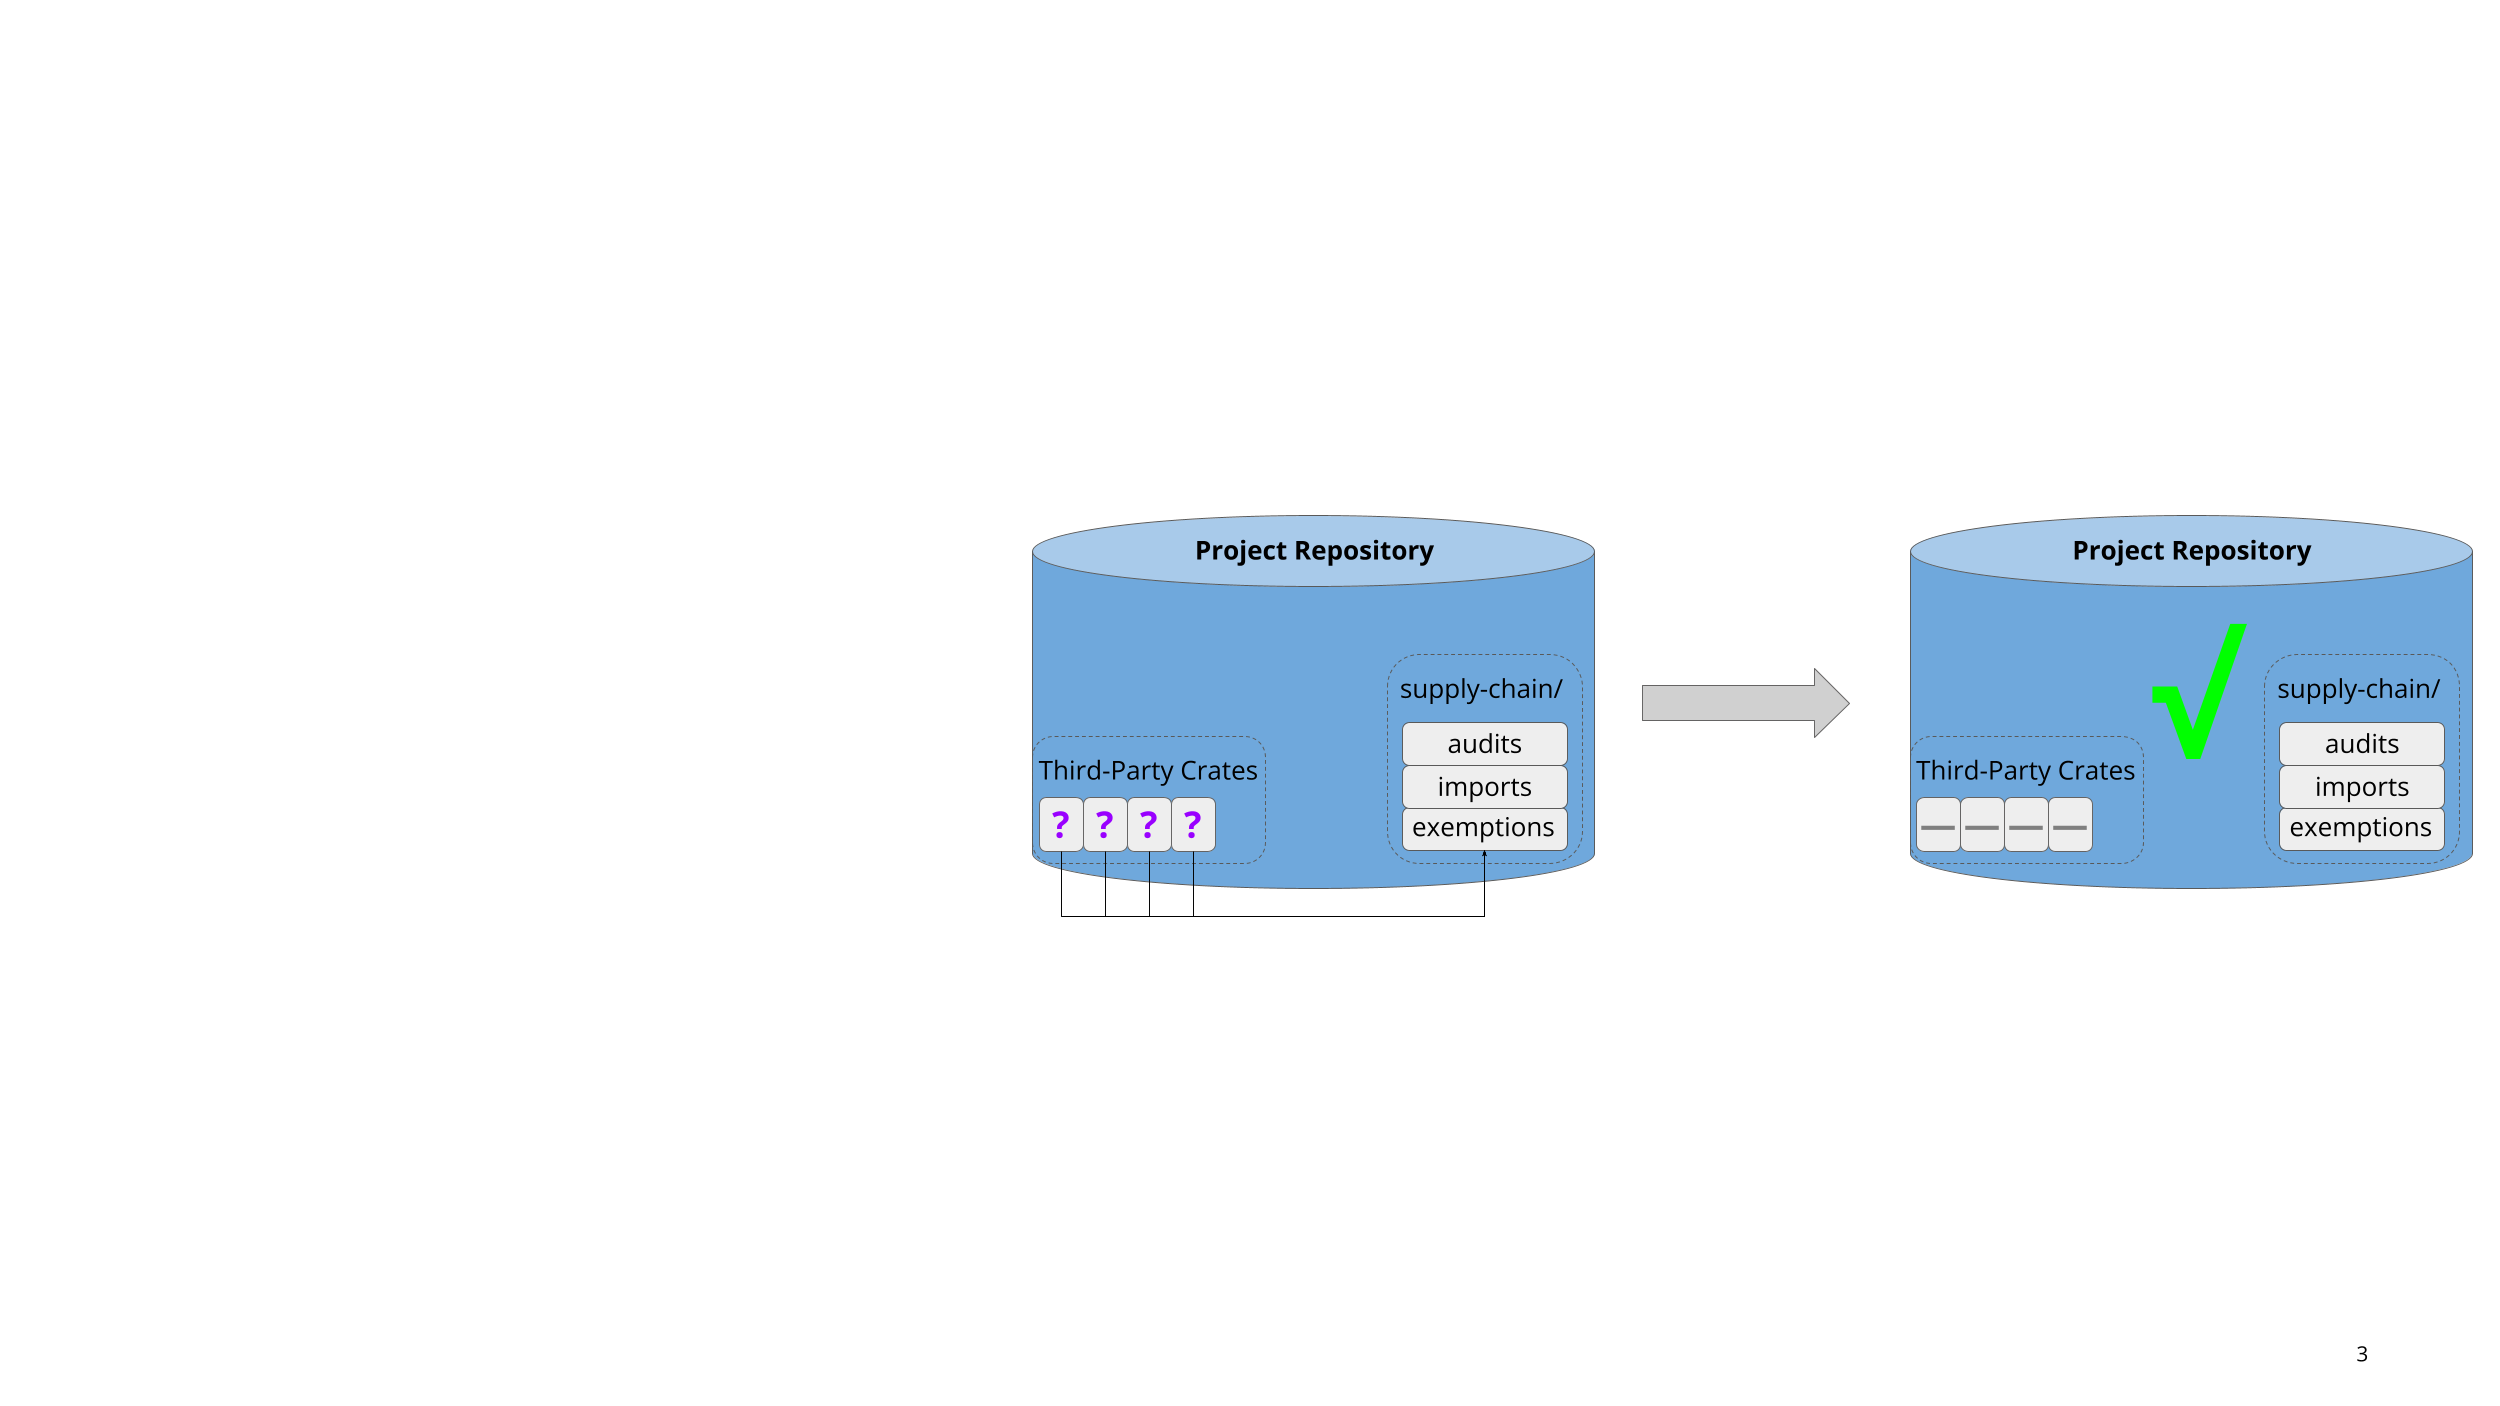 Project Repository
supply-chain/
audits
imports
exemptions
Third-Party Crates
? ? ? ?
Project Repository
supply-chain/
audits
imports
exemptions
Third-Party Crates
— — — —
3